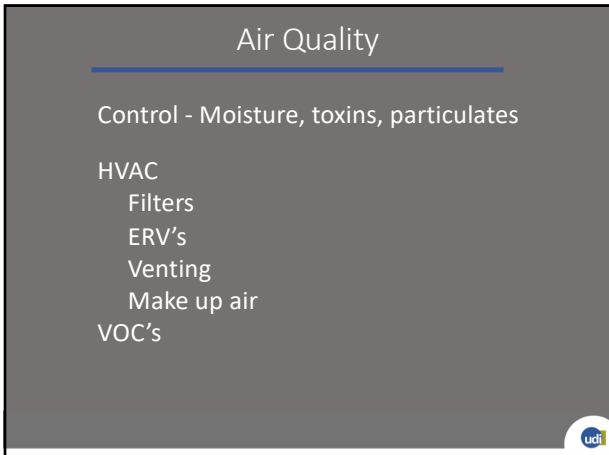 Air Quality
Control - Moisture, toxins, particulates
HVAC
Filters
ERV’s
Venting
Make up air
VOC’s
udi